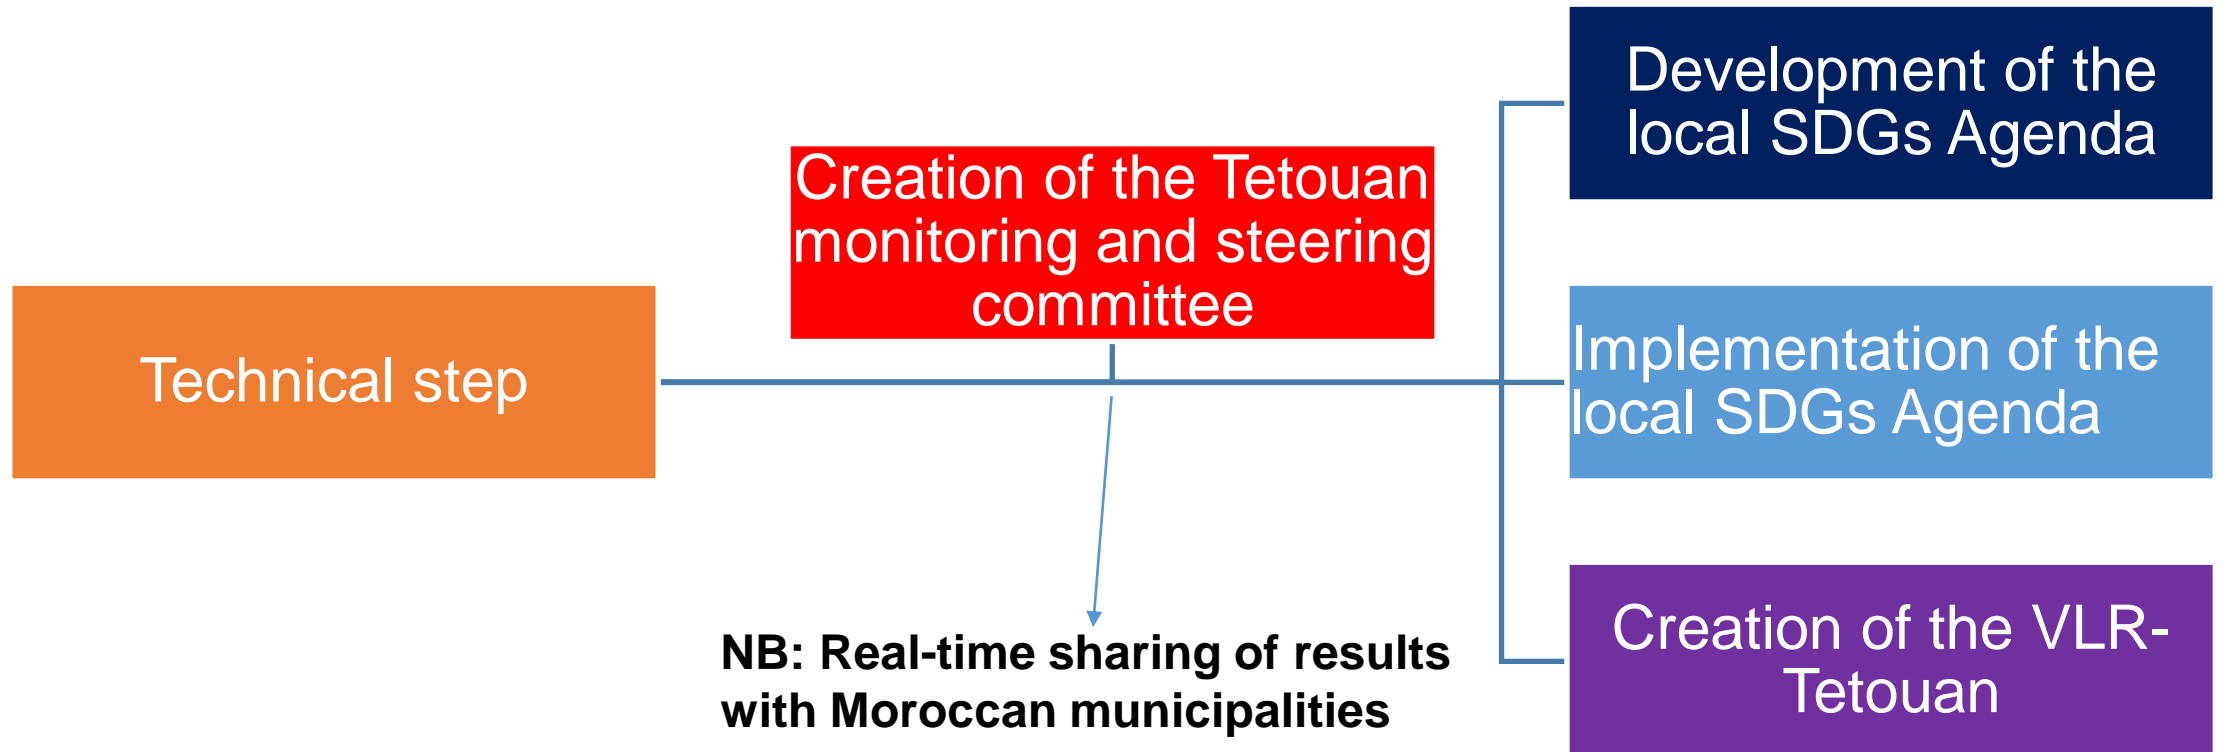 Technical step
Creation of the Tetouan
monitoring and steering
committee
NB: Real-time sharing of results
with Moroccan municipalities
Development of the
local SDGs Agenda
Implementation of the
local SDGs Agenda
Creation of the VLR-
Tetouan